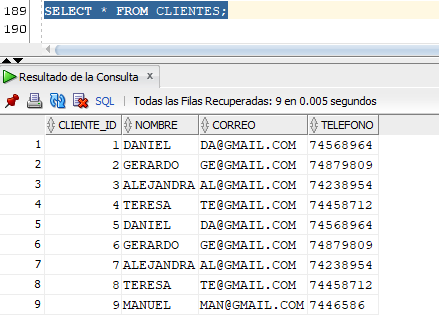 189 SELECT * FROM CLIENTES;
190
Resultado de la Consulta x
SQL | Todas las Filas Recuperadas: 9 en 0.005 segundos
CLIENTE_ID NOMBRE CORREO TELEFONO
1 1 DANIEL DA@GMAIL.COM 74568964
2 2 GERARDO GE@GMAIL.COM 74879809
3 3 ALEJANDRA AL@GMAIL.COM 74238954
4 4 TERESA TE@GMAIL.COM 74458712
5 5 DANIEL DA@GMAIL.COM 74568964
6 6 GERARDO GE@GMAIL.COM 74879809
7 7 ALEJANDRA AL@GMAIL.COM 74238954
8 8 TERESA TE@GMAIL.COM 74458712
9 9 MANUEL MAN@GMAIL.COM 7446586